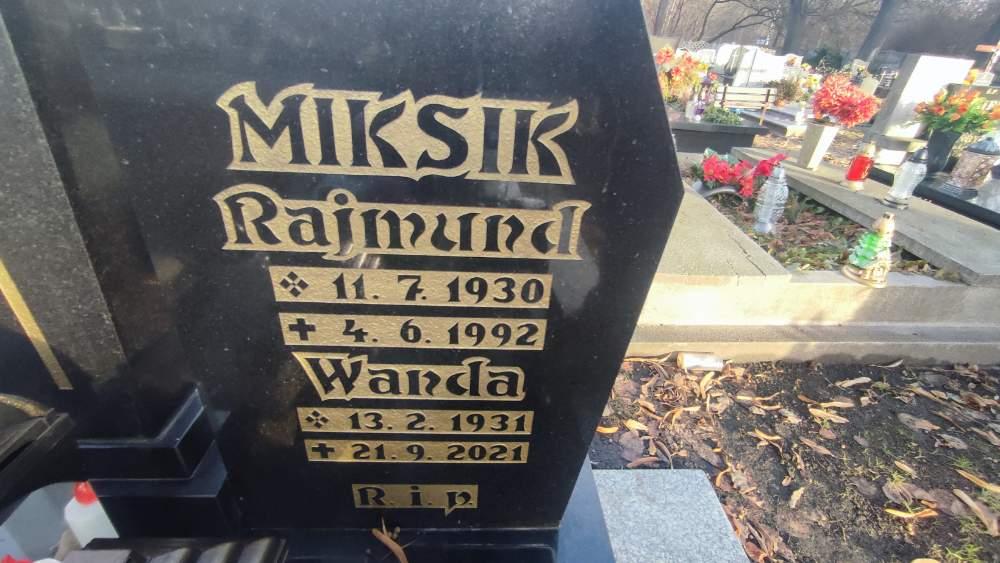 MIKSIK
Rajmund
❖ 11. 7. 1930
✝ 4. 6. 1992
Wanda
❖ 13. 2. 1931
✝ 21. 9. 2021
R. i. p.